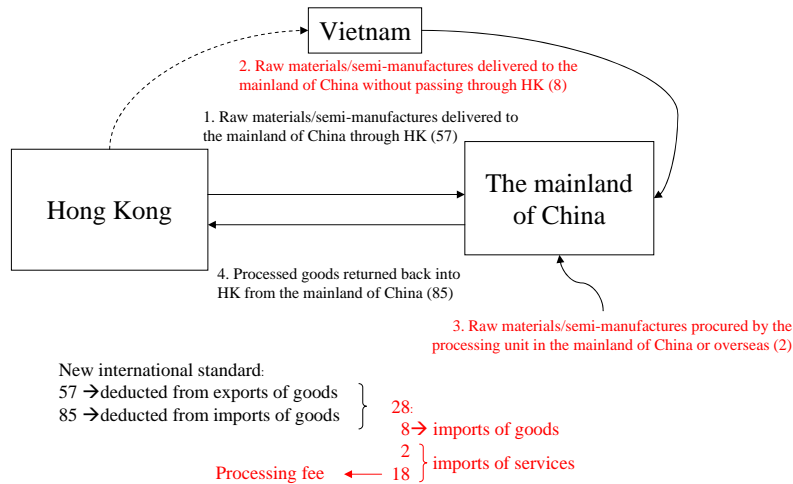 Vietnam
2. Raw materials/semi-manufactures delivered to the
mainland of China without passing through HK (8)
1. Raw materials/semi-manufactures delivered to
the mainland of China through HK (57)
Hong Kong
The mainland
of China
4. Processed goods returned back into
HK from the mainland of China (85)
3. Raw materials/semi-manufactures procured by the
processing unit in the mainland of China or overseas (2)
New international standard:
57 →deducted from exports of goods
85 →deducted from imports of goods
28:
8→ imports of goods
2
imports of services
Processing fee ← 18